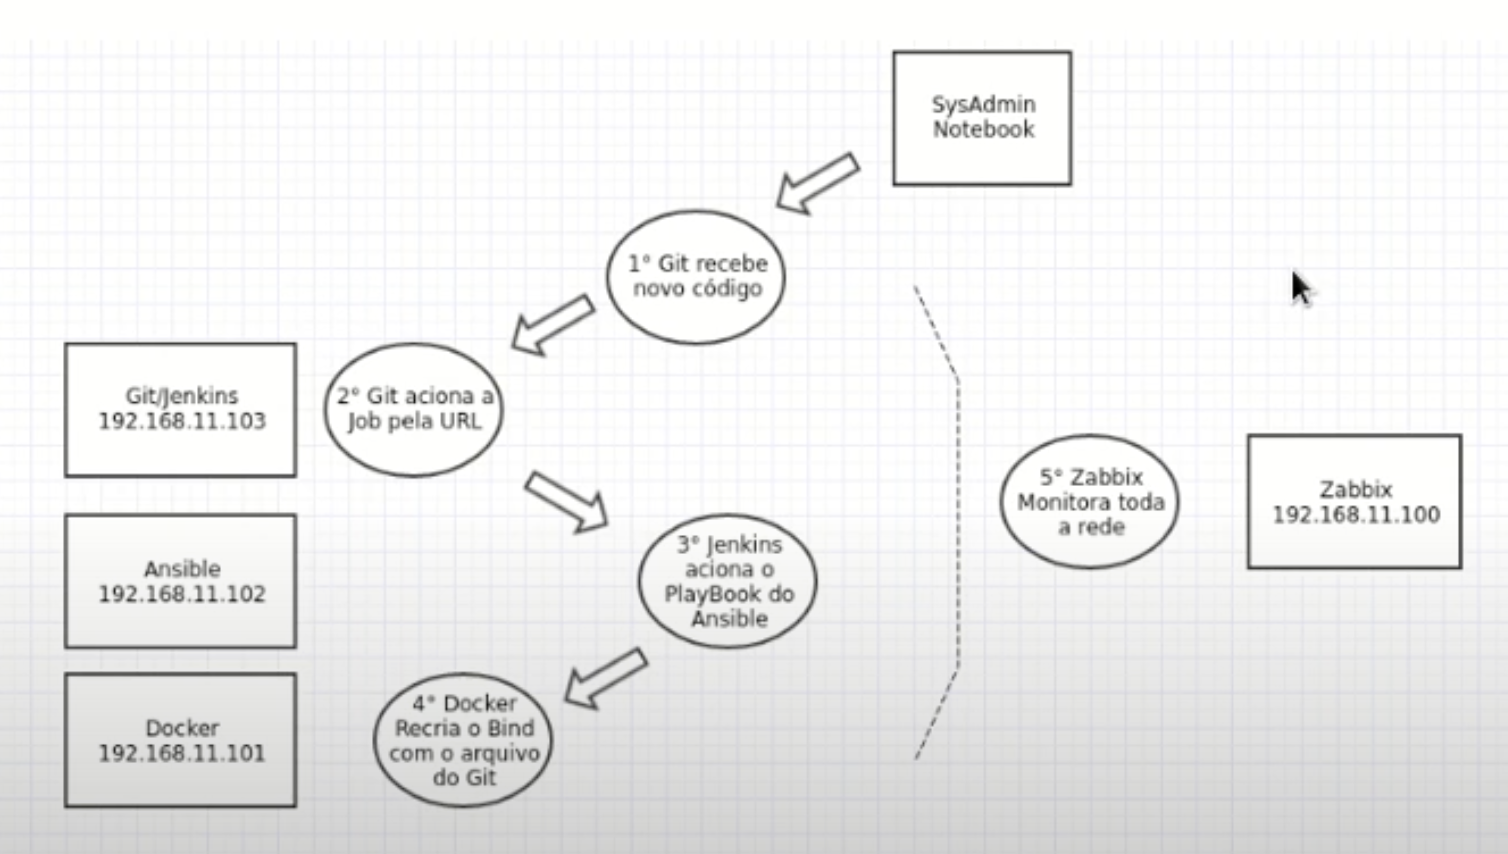 SysAdmin
Notebook
1° Git recebe
novo código
Git/Jenkins
192.168.11.103
2° Git aciona a
Job pela URL
5° Zabbix
Monitora toda
a rede
Zabbix
192.168.11.100
Ansible
192.168.11.102
3° Jenkins
aciona o
PlayBook do
Ansible
Docker
192.168.11.101
4° Docker
Recria o Bind
com o arquivo
do Git